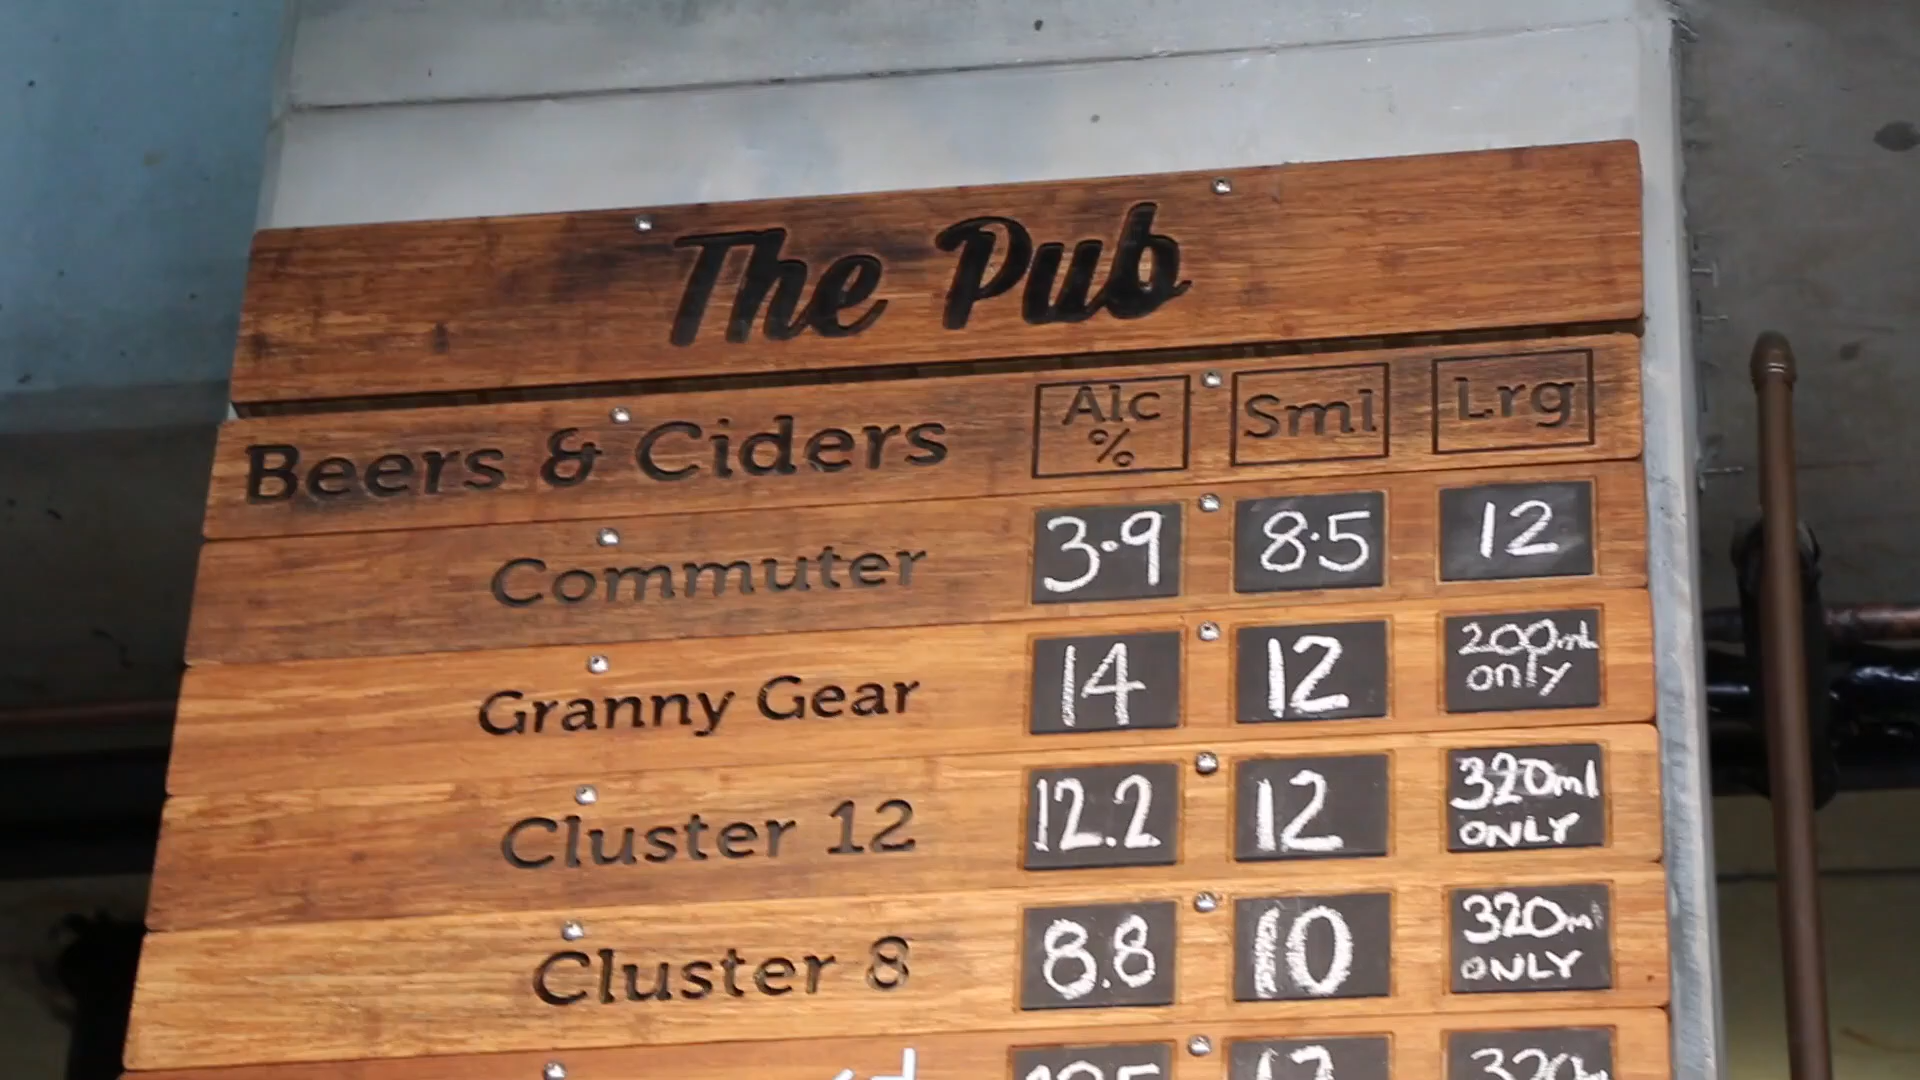 The Pub
Beers & Ciders Alc % Sml Lrg
Commuter 3.9 8.5 12
Granny Gear 14 12 200ml only
Cluster 12 12.2 12 320ml ONLY
Cluster 8 8.8 10 320ml ONLY